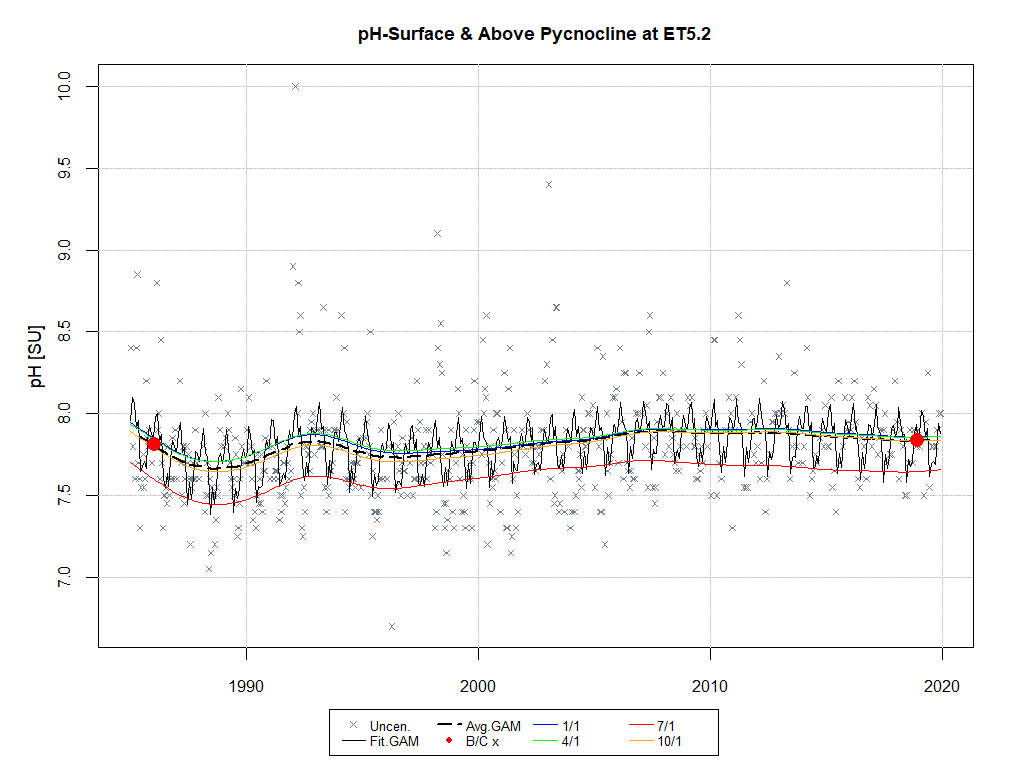 pH-Surface & Above Pycnocline at ET5.2
pH [SU]
10.0
9.5
9.0
8.5
8.0
7.5
7.0
1990 2000 2010 2020
Uncen. Avg.GAM 1/1 7/1
Fit.GAM B/C x 4/1 10/1